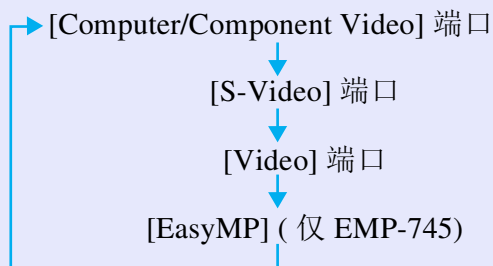 [Computer/Component Video] 端口
[S-Video] 端口
[Video] 端口
[EasyMP] ( 仅 EMP-745)